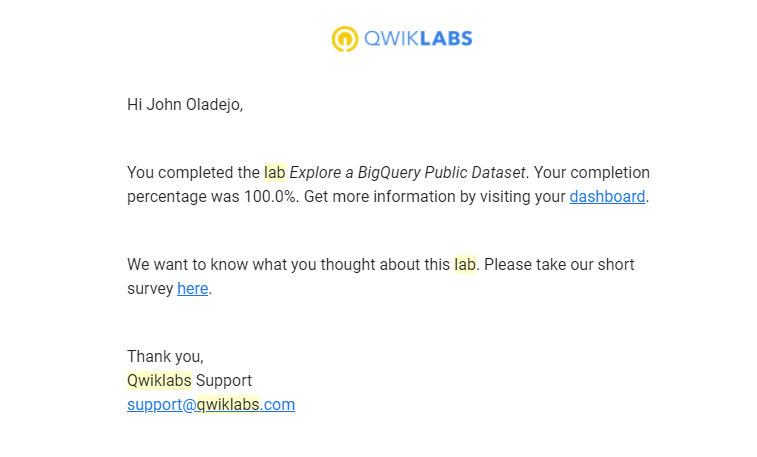 QWIKLABS
Hi John Oladejo,
You completed the lab Explore a BigQuery Public Dataset. Your completion
percentage was 100.0%. Get more information by visiting your dashboard.
We want to know what you thought about this lab. Please take our short
survey here.
Thank you,
Qwiklabs Support
support@qwiklabs.com